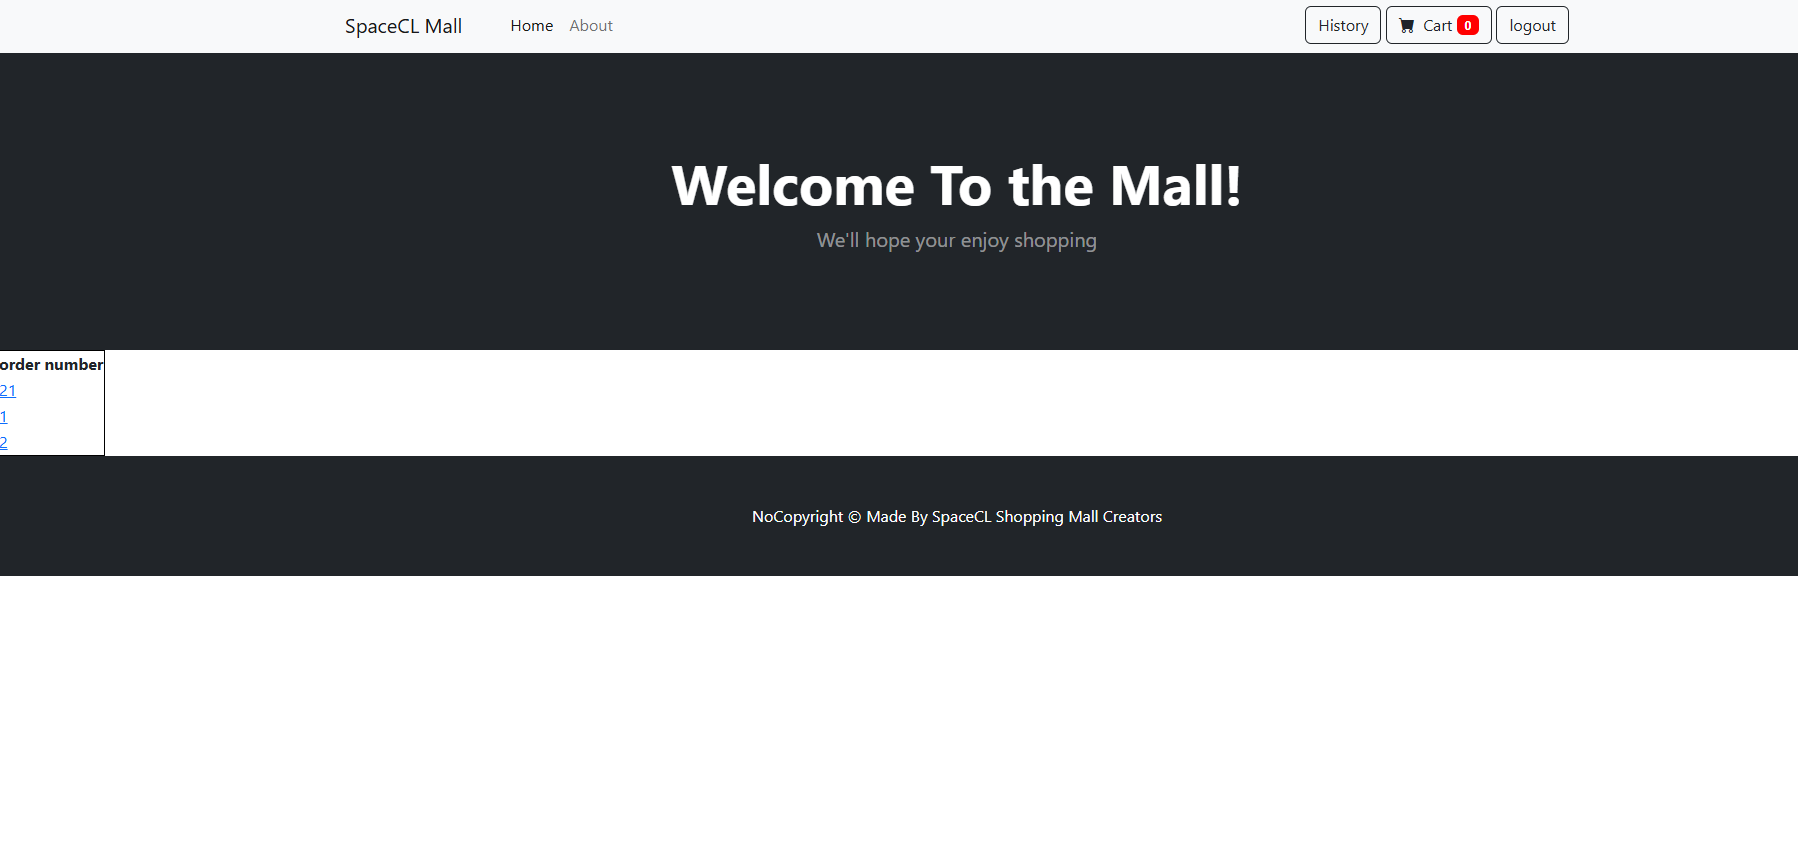 SpaceCL Mall Home About History Cart 0 logout
Welcome To the Mall!
We'll hope your enjoy shopping
order number
21
1
2
NoCopyright © Made By SpaceCL Shopping Mall Creators